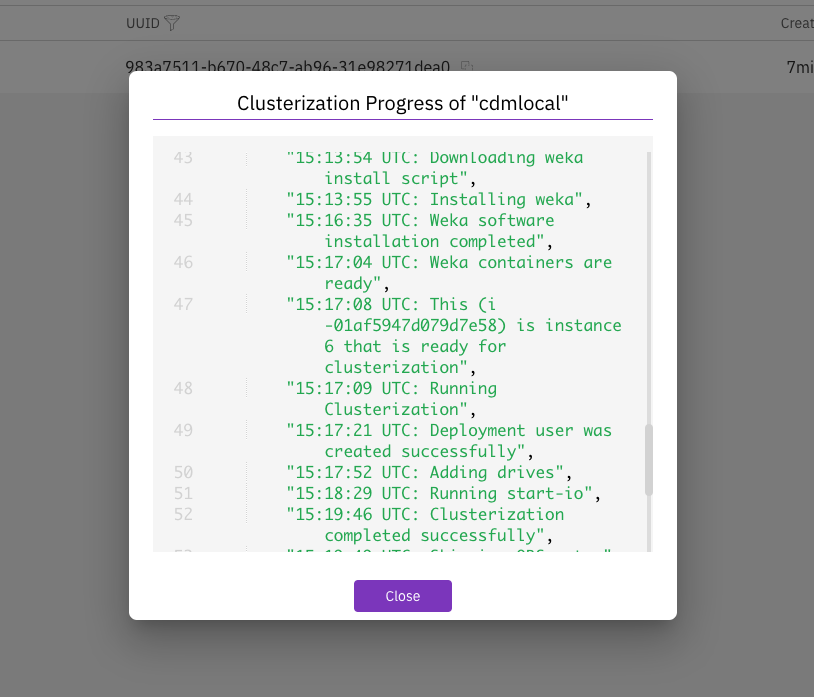 UUID
Creat
983a7511-b670-48c7-ab96-31e98271dea0
7mi
Clusterization Progress of "cdmlocal"
43 "15:13:54 UTC: Downloading weka
install script",
44 "15:13:55 UTC: Installing weka",
45 "15:16:35 UTC: Weka software
installation completed",
46 "15:17:04 UTC: Weka containers are
ready",
47 "15:17:08 UTC: This (i
-01af5947d079d7e58) is instance
6 that is ready for
clusterization",
48 "15:17:09 UTC: Running
Clusterization",
49 "15:17:21 UTC: Deployment user was
created successfully",
50 "15:17:52 UTC: Adding drives",
51 "15:18:29 UTC: Running start-io",
52 "15:19:46 UTC: Clusterization
completed successfully",
Close